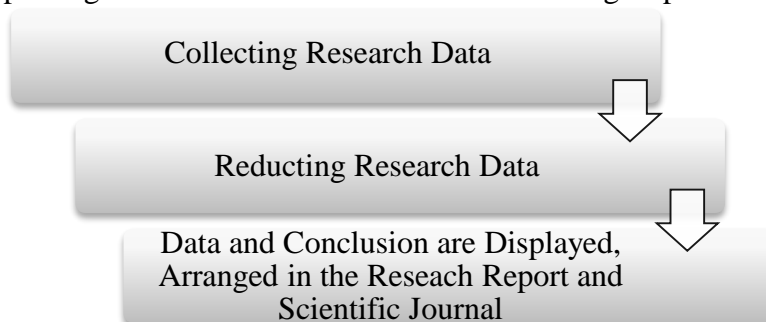 Collecting Research Data
Reducting Research Data
Data and Conclusion are Displayed,
Arranged in the Reseach Report and
Scientific Journal